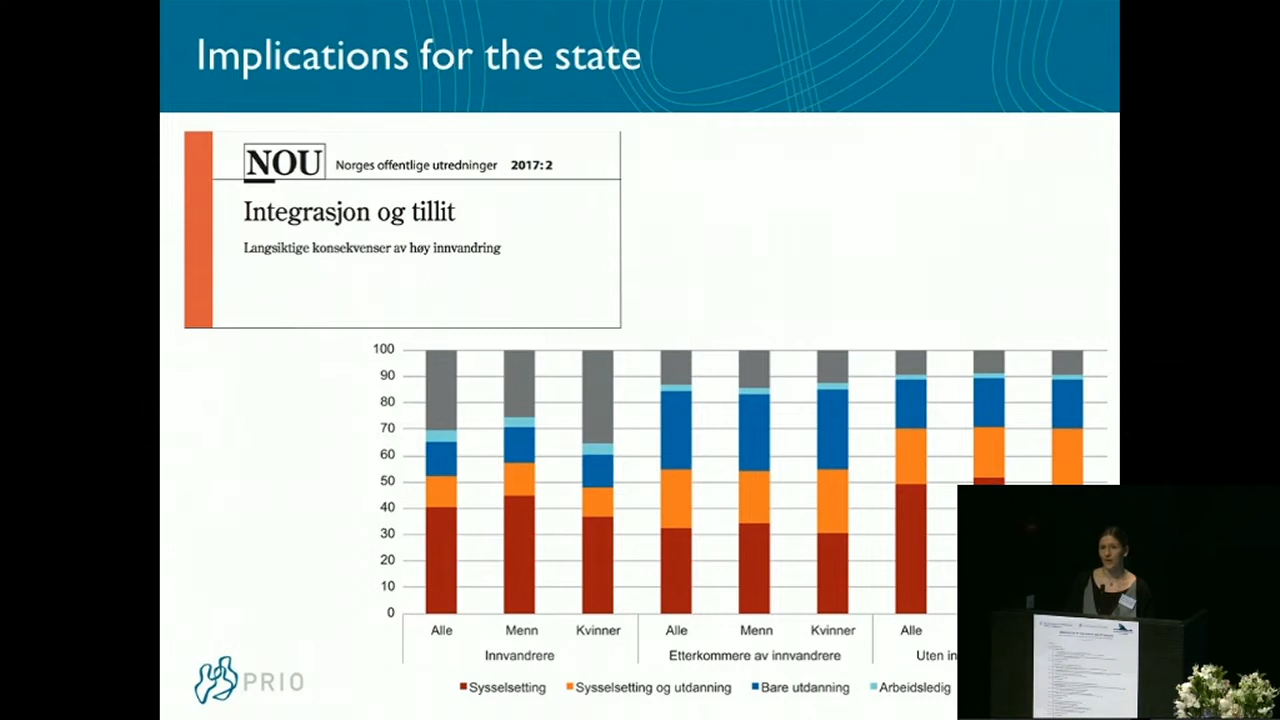 Implications for the state
NOU Norges offentlige utredninger 2017: 2
Integrasjon og tillit
Langsiktige konsekvenser av høy innvandring
100
90
80
70
60
50
40
30
20
10
0
Alle Menn Kvinner Alle Menn Kvinner Alle
Innvandrere Etterkommere av innvandrere Uten in
Sysselsetting Sysselsetting og utdanning Bare utdanning Arbeidsledig
PRIO